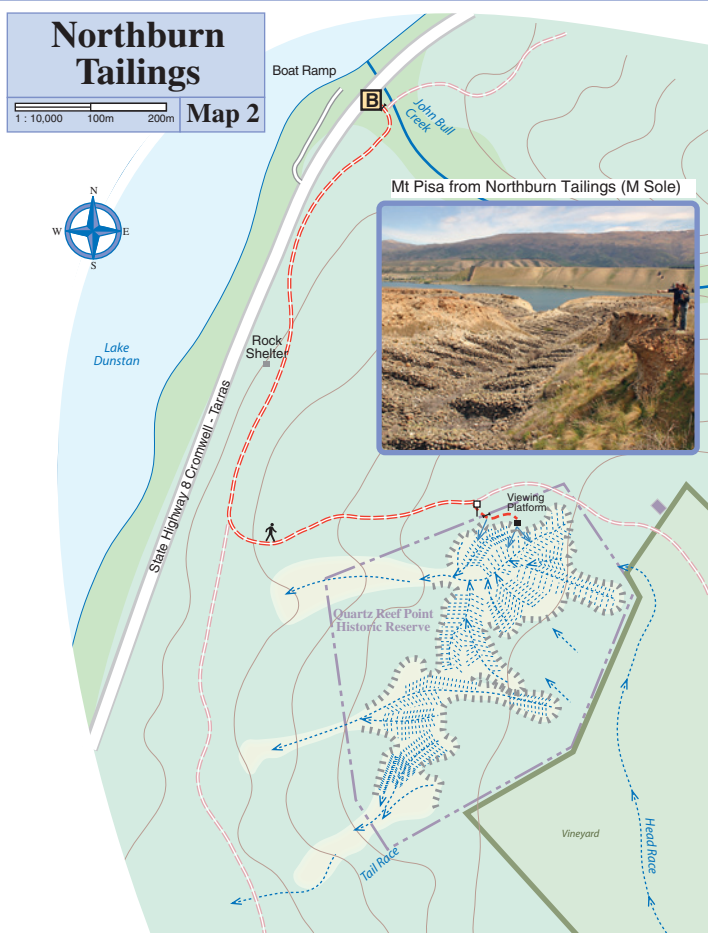 Northburn
Tailings
1 : 10,000 100m 200m
Map 2
Boat Ramp
B
John Bull
Creek
Mt Pisa from Northburn Tailings (M Sole)
N
W E
S
Lake
Dunstan
Rock
Shelter
State Highway 8 Cromwell - Tarras
Viewing
Platform
Quartz Reef Point
Historic Reserve
Vineyard
Head Race
Tail Race